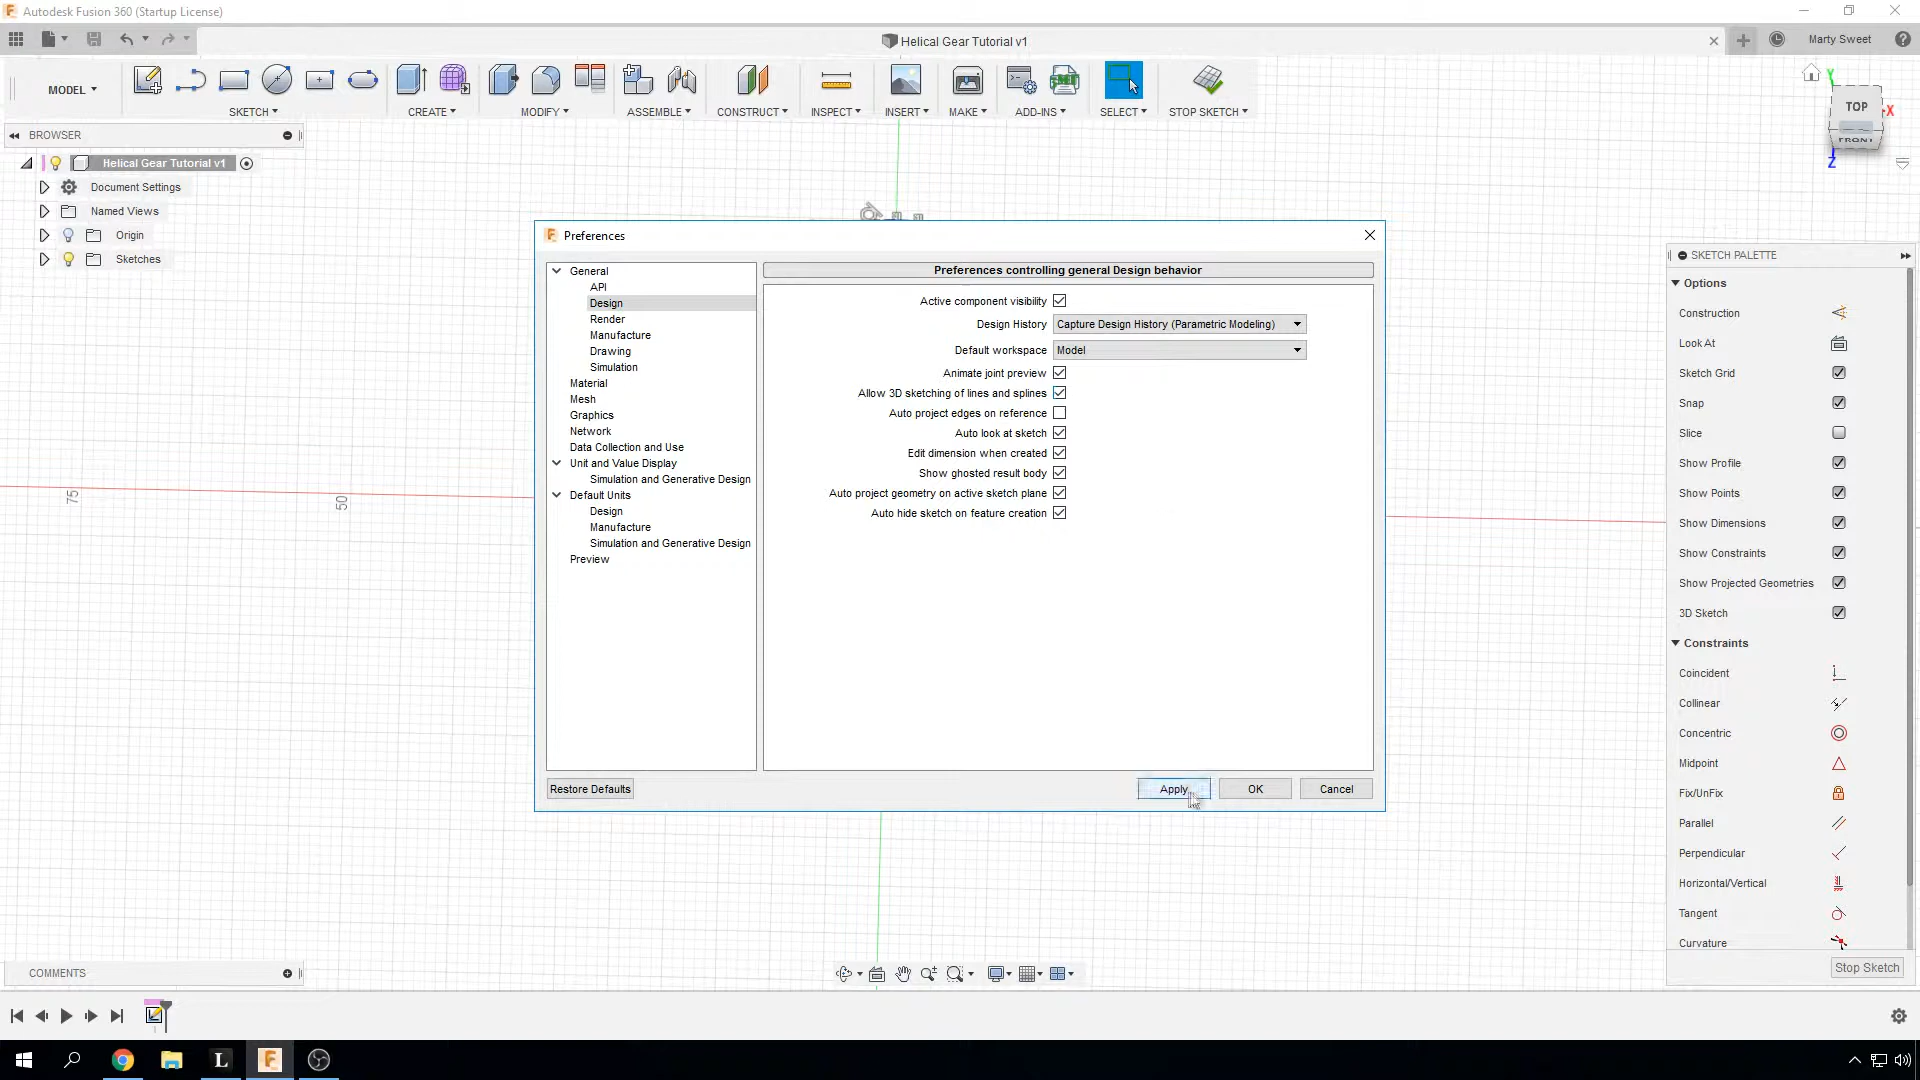 Autodesk Fusion 360 (Startup License)
Helical Gear Tutorial v1
Marty Sweet
MODEL
SKETCH
CREATE
MODIFY
ASSEMBLE
CONSTRUCT
INSPECT
INSERT
MAKE
ADD-INS
SELECT
STOP SKETCH
TOP
FRONT
Y
X
Z
BROWSER
Helical Gear Tutorial v1
Document Settings
Named Views
Origin
Sketches
75
50
Preferences
General
API
Design
Render
Manufacture
Drawing
Simulation
Material
Mesh
Graphics
Network
Data Collection and Use
Unit and Value Display
Simulation and Generative Design
Default Units
Design
Manufacture
Simulation and Generative Design
Preview
Preferences controlling general Design behavior
Active component visibility
Design History Capture Design History (Parametric Modeling)
Default workspace Model
Animate joint preview
Allow 3D sketching of lines and splines
Auto project edges on reference
Auto look at sketch
Edit dimension when created
Show ghosted result body
Auto project geometry on active sketch plane
Auto hide sketch on feature creation
Restore Defaults
Apply
OK
Cancel
SKETCH PALETTE
Options
Construction
Look At
Sketch Grid
Snap
Slice
Show Profile
Show Points
Show Dimensions
Show Constraints
Show Projected Geometries
3D Sketch
Constraints
Coincident
Collinear
Concentric
Midpoint
Fix/UnFix
Parallel
Perpendicular
Horizontal/Vertical
Tangent
Curvature
Stop Sketch
COMMENTS